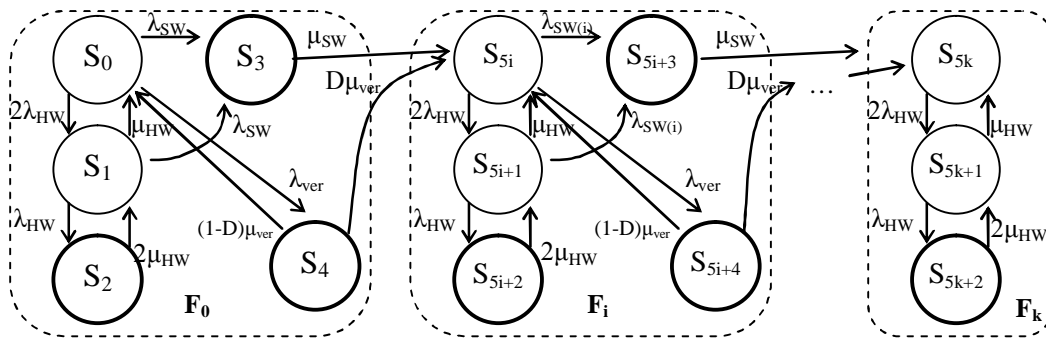 λSW λSW(i)
S0 S3 μSW S5i S5i+3 μSW S5k
Dμver Dμver …
2λHW μHW λSW 2λHW μHW λSW(i) 2λHW μHW
S1 S5i+1 S5k+1
λver λver
λHW (1-D)μver λHW (1-D)μver λHW
2μHW 2μHW 2μHW
S2 S4 S5i+2 S5i+4 S5k+2
F0 Fi Fk